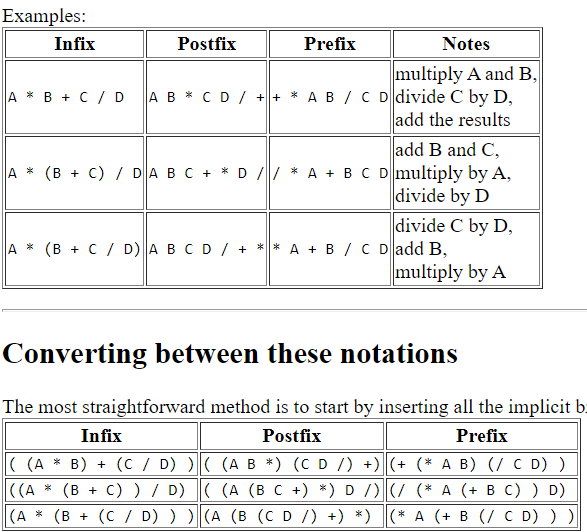 Examples:
Infix Postfix Prefix Notes
A * B + C / D A B * C D / + + * A B / C D multiply A and B,
divide C by D,
add the results
A * (B + C) / D A B C + * D / / * A + B C D add B and C,
multiply by A,
divide by D
A * (B + C / D) A B C D / + * * A + B / C D divide C by D,
add B,
multiply by A
Converting between these notations
The most straightforward method is to start by inserting all the implicit b
Infix Postfix Prefix
( (A * B) + (C / D) ) ( (A B *) (C D /) +) (+ (* A B) (/ C D) )
((A * (B + C) ) / D) ( (A (B C +) *) D /) (/ (* A (+ B C) ) D)
(A * (B + (C / D) ) ) (A (B (C D /) +) *) (* A (+ B (/ C D) ) )